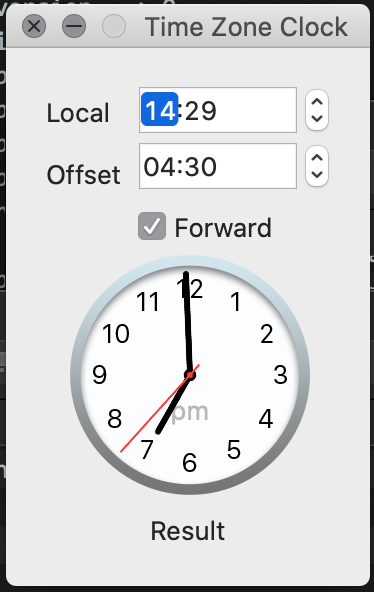 Time Zone Clock
Local 14:29
Offset 04:30
Forward
12
11 1
10 2
9 3
8 pm 4
7 5
6
Result